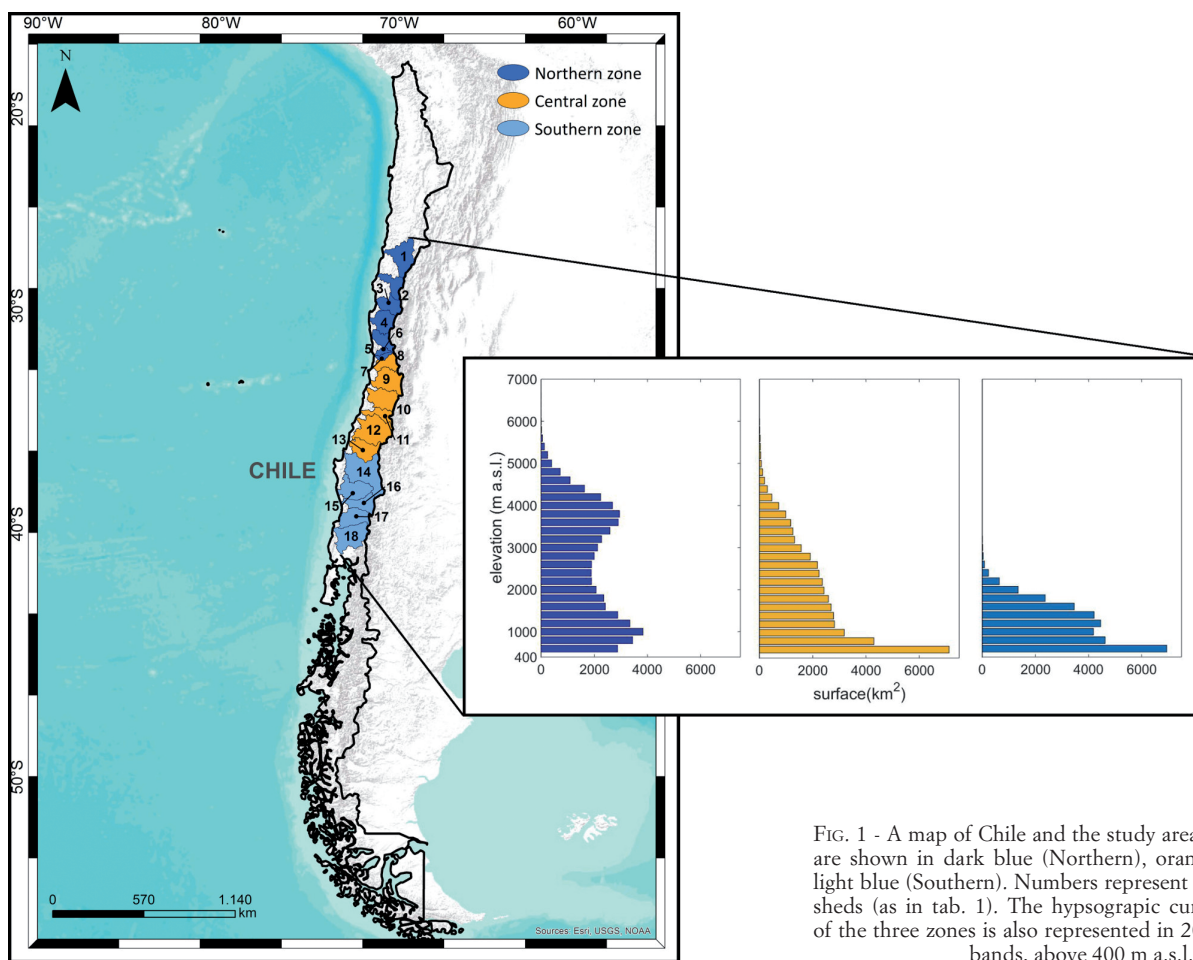 90°W 80°W 70°W 60°W
N
Northern zone
Central zone
Southern zone
20°S
30°S
40°S
50°S
1
3
2
4
6
5
8
7
9
10
13
12
11
CHILE
14
16
15
17
18
0 570 1.140
km
Sources: Esri, USGS, NOAA
7000
6000
5000
elevation (m a.s.l.)
4000
3000
2000
1000
400
0 2000 4000 6000
0 2000 4000 6000
0 2000 4000 6000
surface(km²)
FIG. 1 - A map of Chile and the study area
are shown in dark blue (Northern), oran
light blue (Southern). Numbers represent
sheds (as in tab. 1). The hypsograpic cur
of the three zones is also represented in 20
bands, above 400 m a.s.l.